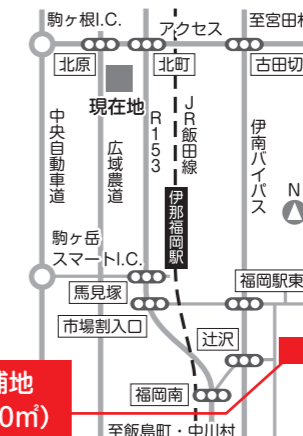 駒ヶ根I.C.
アクセス
至宮田村
北原
北町
古田切
現在地
中央自動車道
広域農道
R153
JR飯田線
伊南バイパス
N
伊那福岡駅
駒ヶ岳
スマートI.C.
馬見塚
福岡駅東
市場割入口
辻沢
補地
0㎡)
福岡南
至飯島町・中川村